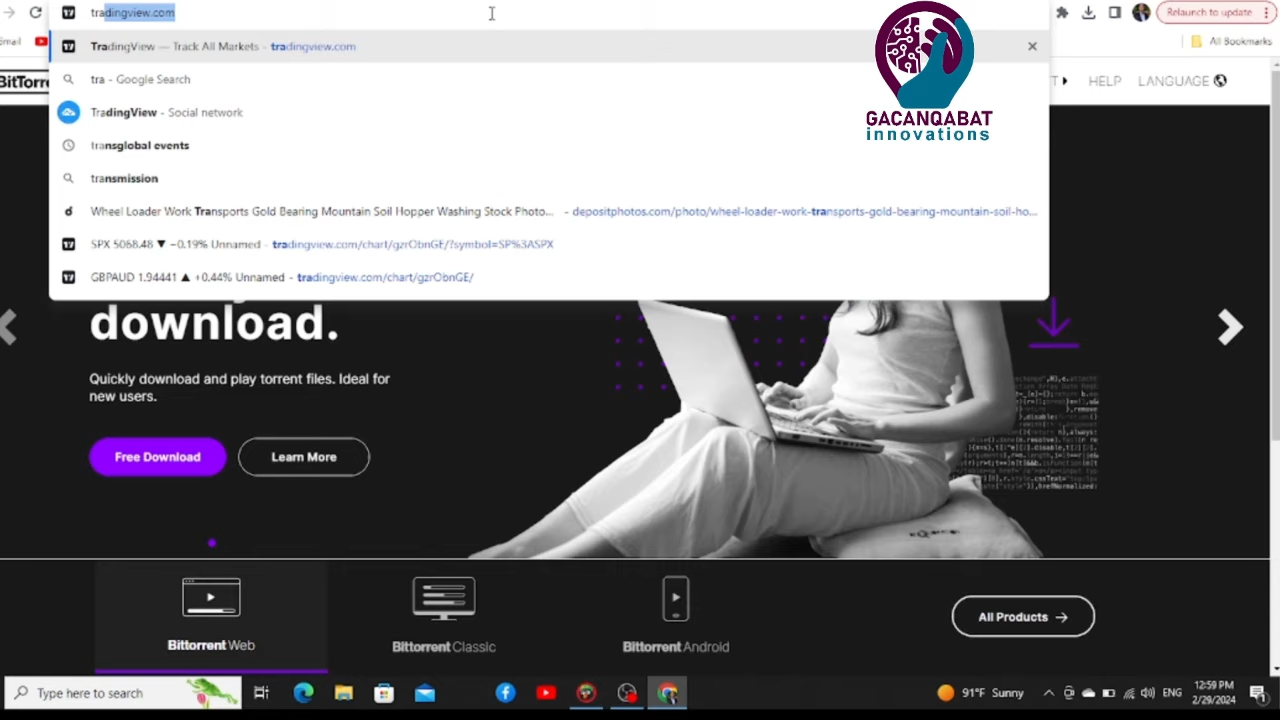 tradingview.com
Relaunch to update
All Bookmarks
TradingView — Track All Markets - tradingview.com
tra - Google Search
TradingView - Social network
transglobal events
transmission
Wheel Loader Work Transports Gold Bearing Mountain Soil Hopper Washing Stock Photo... - depositphotos.com/photo/wheel-loader-work-transports-gold-bearing-mountain-soil-ho...
SPX 5068.48 ▼ −0.19% Unnamed - tradingview.com/chart/gzrObnGE/?symbol=SP%3ASPX
GBPAUD 1.94441 ▲ +0.44% Unnamed - tradingview.com/chart/gzrObnGE/
GACANQABAT
innovations
HELP
LANGUAGE
download.
Quickly download and play torrent files. Ideal for
new users.
Free Download
Learn More
Bittorrent Web
Bittorrent Classic
Bittorrent Android
All Products →
Type here to search
91°F Sunny
ENG
12:59 PM
2/29/2024